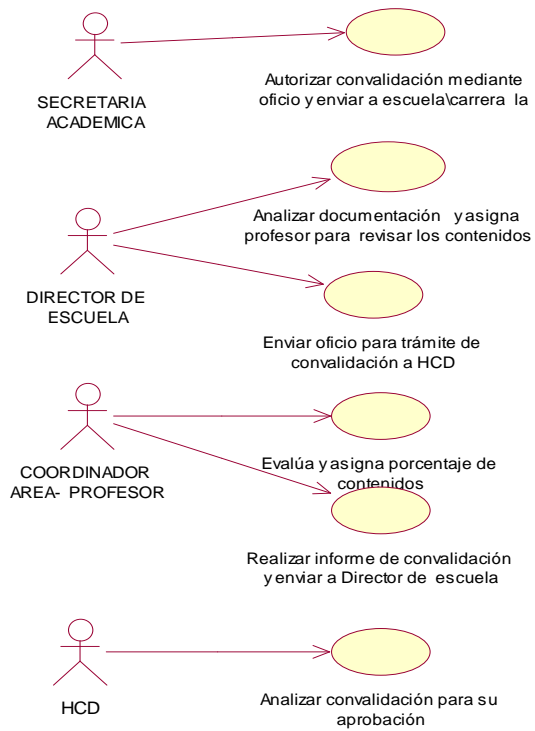 SECRETARIA
ACADEMICA
Autorizar convalidación mediante
oficio y enviar a escuela\carrera la
DIRECTOR DE
ESCUELA
Analizar documentación y asigna
profesor para revisar los contenidos
Enviar oficio para trámite de
convalidación a HCD
COORDINADOR
AREA- PROFESOR
Evalúa y asigna porcentaje de
contenidos
Realizar informe de convalidación
y enviar a Director de escuela
HCD
Analizar convalidación para su
aprobación